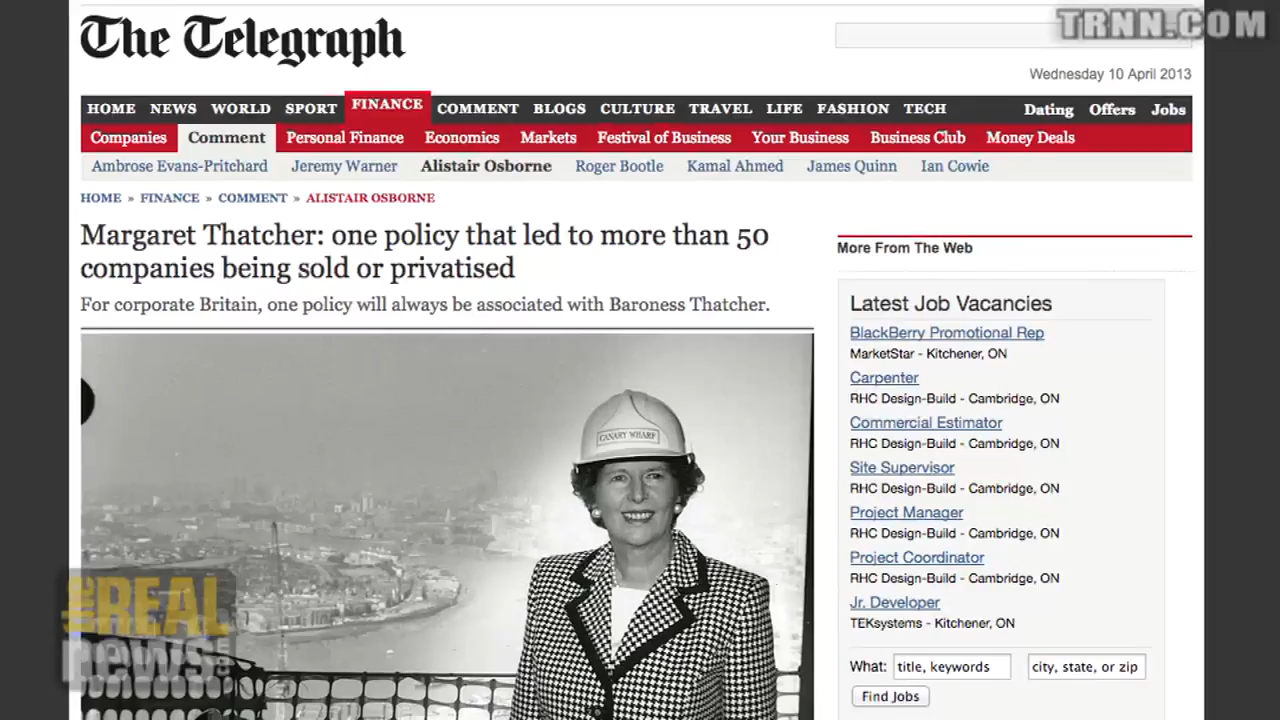 TRNN.COM
The Telegraph
Wednesday 10 April 2013
HOME NEWS WORLD SPORT FINANCE COMMENT BLOGS CULTURE TRAVEL LIFE FASHION TECH Dating Offers Jobs
Companies Comment Personal Finance Economics Markets Festival of Business Your Business Business Club Money Deals
Ambrose Evans-Pritchard Jeremy Warner Alistair Osborne Roger Bootle Kamal Ahmed James Quinn Ian Cowie
HOME » FINANCE » COMMENT » ALISTAIR OSBORNE
Margaret Thatcher: one policy that led to more than 50
companies being sold or privatised
For corporate Britain, one policy will always be associated with Baroness Thatcher.
CANARY WHARF
THE REAL
news.com
More From The Web
Latest Job Vacancies
BlackBerry Promotional Rep
MarketStar - Kitchener, ON
Carpenter
RHC Design-Build - Cambridge, ON
Commercial Estimator
RHC Design-Build - Cambridge, ON
Site Supervisor
RHC Design-Build - Cambridge, ON
Project Manager
RHC Design-Build - Cambridge, ON
Project Coordinator
RHC Design-Build - Cambridge, ON
Jr. Developer
TEKsystems - Kitchener, ON
What: title, keywords city, state, or zip
Find Jobs